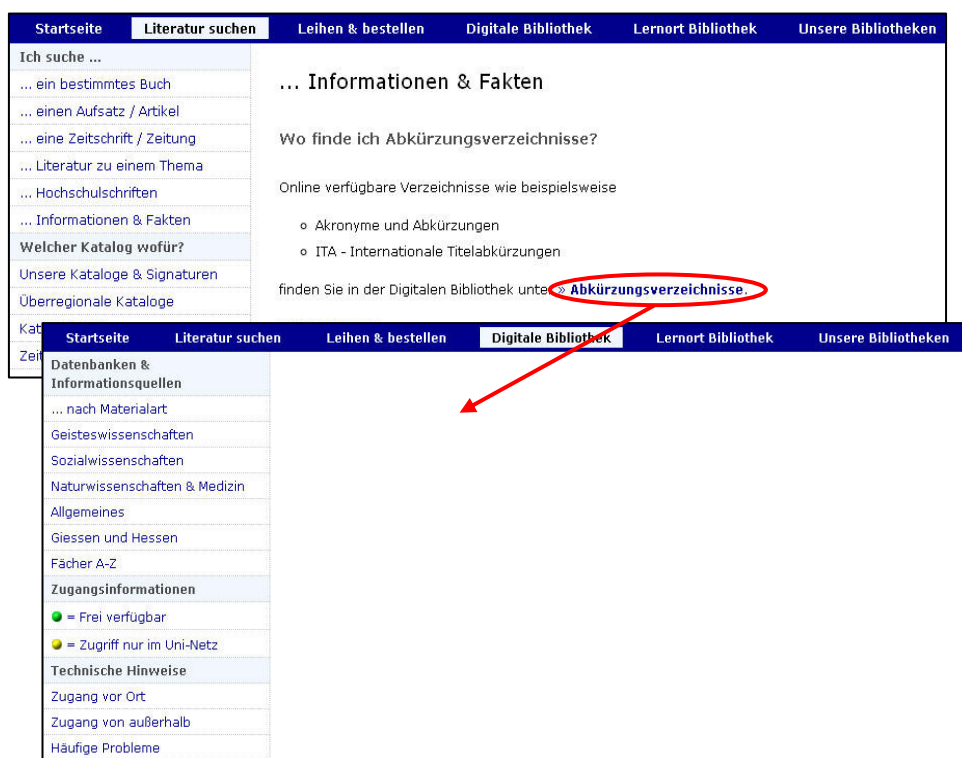 Startseite Literatur suchen Leihen & bestellen Digitale Bibliothek Lernort Bibliothek Unsere Bibliotheken
Ich suche ...
... ein bestimmtes Buch
... einen Aufsatz / Artikel
... eine Zeitschrift / Zeitung
... Literatur zu einem Thema
... Hochschulschriften
... Informationen & Fakten
Welcher Katalog wofür?
Unsere Kataloge & Signaturen
Überregionale Kataloge
Kat
Zeit
... Informationen & Fakten
Wo finde ich Abkürzungsverzeichnisse?
Online verfügbare Verzeichnisse wie beispielsweise
Akronyme und Abkürzungen
ITA - Internationale Titelabkürzungen
finden Sie in der Digitalen Bibliothek unter » Abkürzungsverzeichnisse.
Startseite Literatur suchen Leihen & bestellen Digitale Bibliothek Lernort Bibliothek Unsere Bibliotheken
Datenbanken &
Informationsquellen
... nach Materialart
Geisteswissenschaften
Sozialwissenschaften
Naturwissenschaften & Medizin
Allgemeines
Giessen und Hessen
Fächer A-Z
Zugangsinformationen
= Frei verfügbar
= Zugriff nur im Uni-Netz
Technische Hinweise
Zugang vor Ort
Zugang von außerhalb
Häufige Probleme